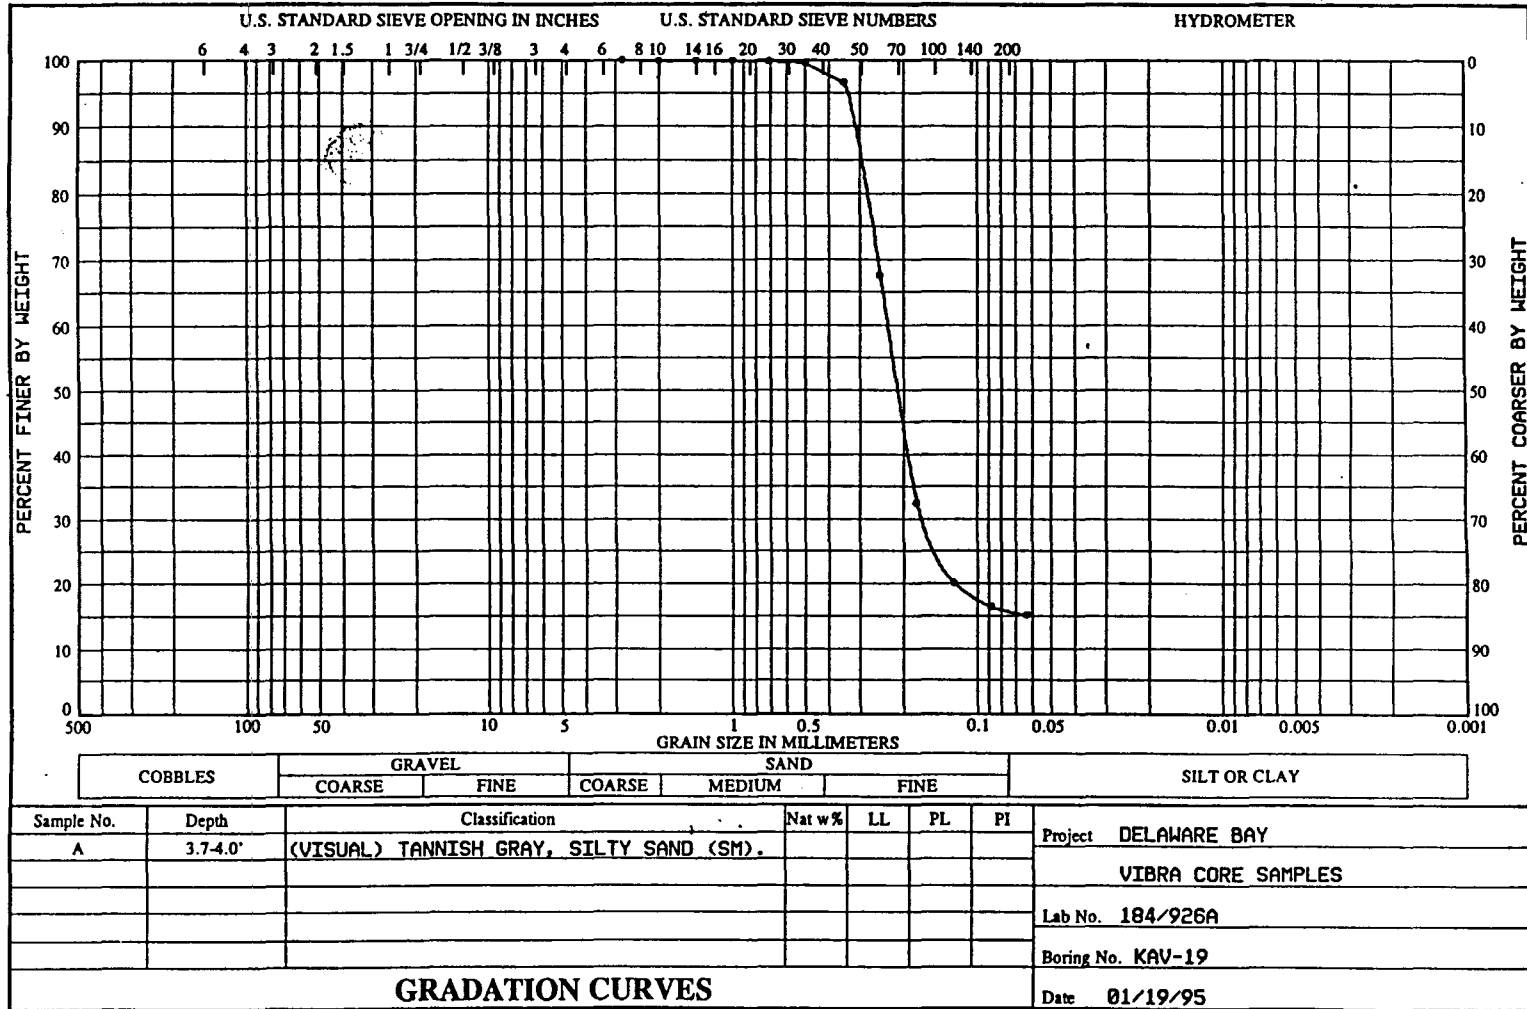 U.S. STANDARD SIEVE OPENING IN INCHES U.S. STANDARD SIEVE NUMBERS HYDROMETER
6 4 3 2 1.5 1 3/4 1/2 3/8 3 4 6 8 10 14 16 20 30 40 50 70 100 140 200
100 0
90 10
80 20
70 30
60 40
50 50
40 60
30 70
20 80
10 90
0 100
PERCENT FINER BY WEIGHT
PERCENT COARSER BY WEIGHT
500 100 50 10 5 1 0.5 0.1 0.05 0.01 0.005 0.001
GRAIN SIZE IN MILLIMETERS
COBBLES GRAVEL SAND SILT OR CLAY
COARSE FINE COARSE MEDIUM FINE
Sample No. Depth Classification Nat w% LL PL PI
A 3.7-4.0' (VISUAL) TANNISH GRAY, SILTY SAND (SM).
Project DELAWARE BAY
VIBRA CORE SAMPLES
Lab No. 184/926A
Boring No. KAV-19
GRADATION CURVES
Date 01/19/95